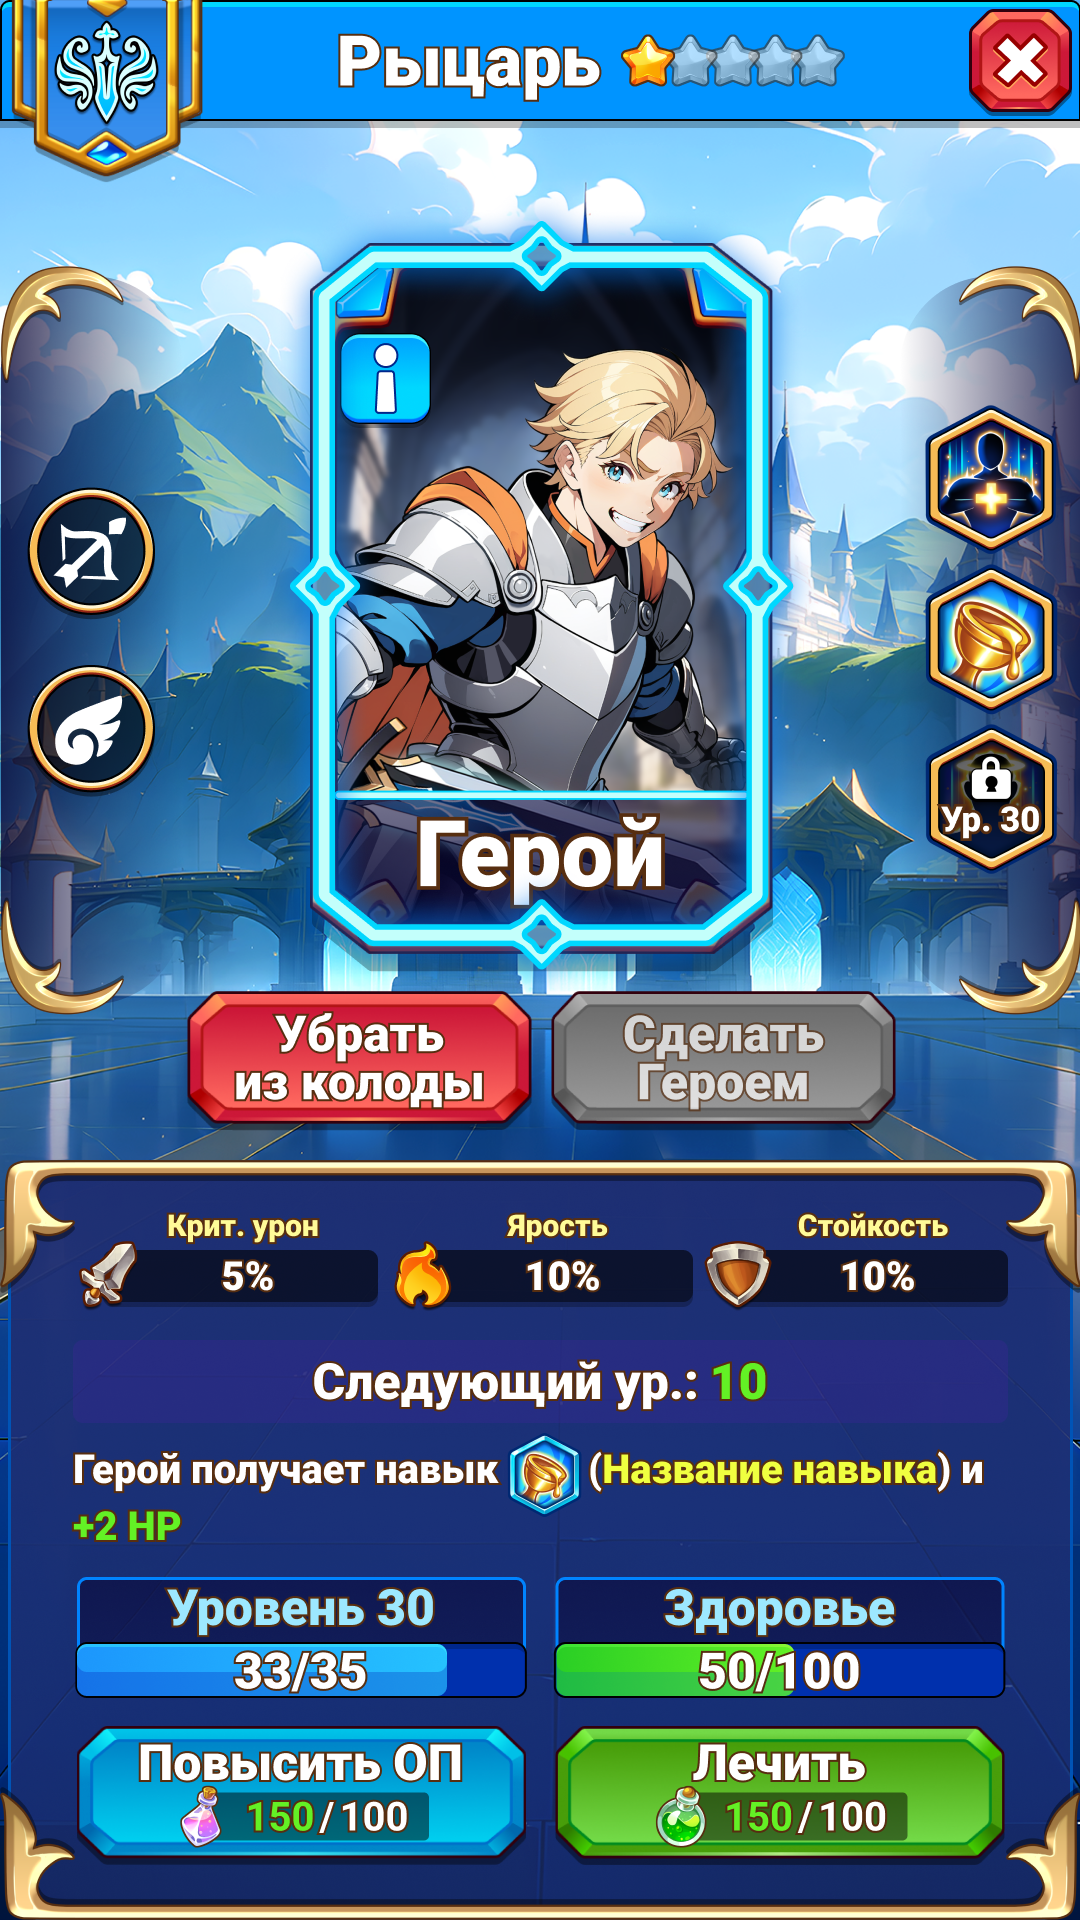 Рыцарь
Ур. 30
Герой
Убрать
из колоды
Сделать
Героем
Крит. урон
Ярость
Стойкость
5%
10%
10%
Следующий ур.: 10
Герой получает навык (Название навыка) и
+2 HP
Уровень 30
Здоровье
33/35
50/100
Повысить ОП
Лечить
150/100
150/100